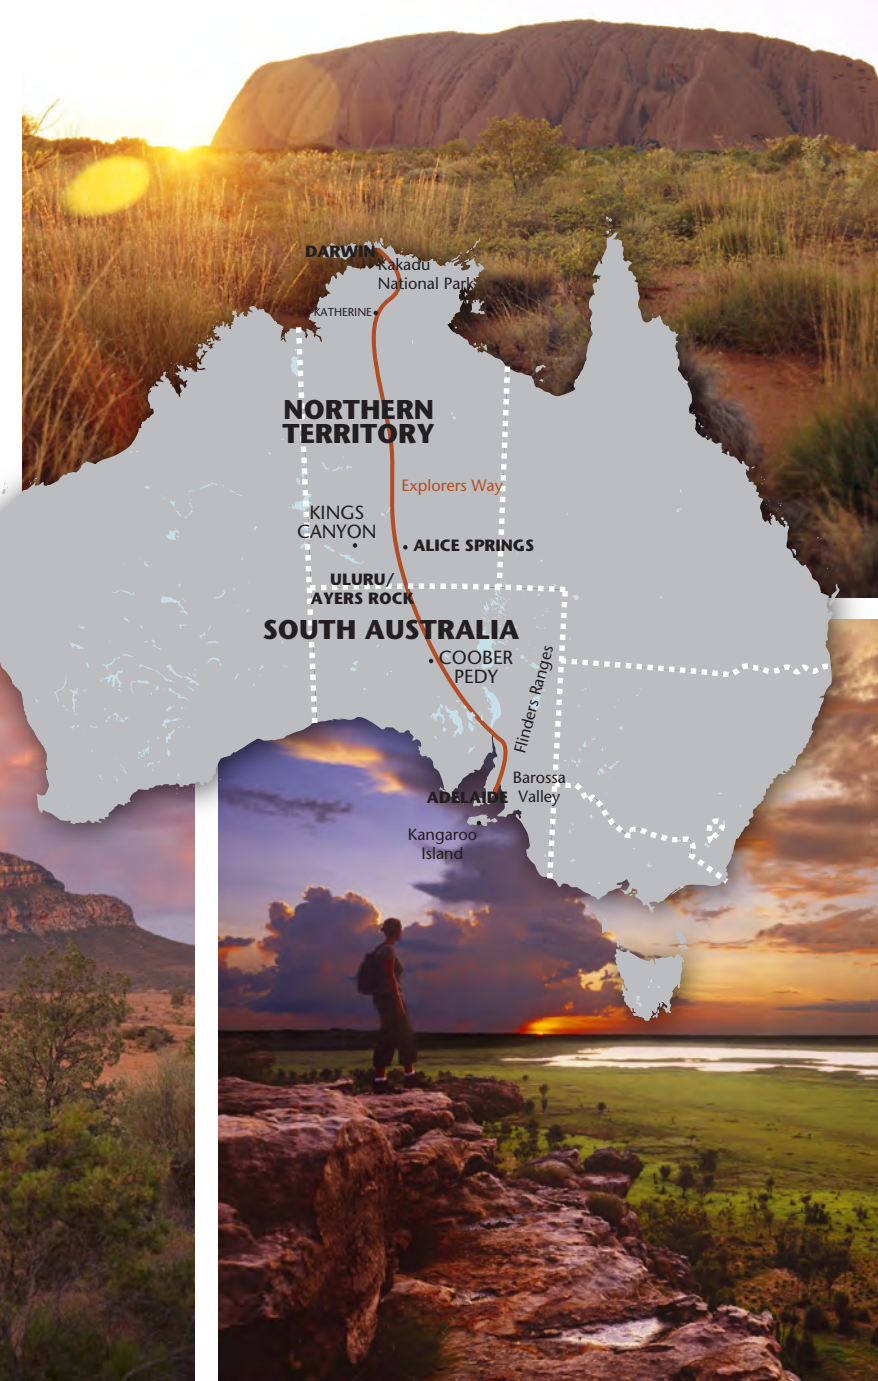 DARWIN
Kakadu
National Park
KATHERINE
NORTHERN
TERRITORY
Explorers Way
KINGS
CANYON
ALICE SPRINGS
ULURU/
AYERS ROCK
SOUTH AUSTRALIA
COOBER
PEDY
Flinders Ranges
Barossa
Valley
ADELAIDE
Kangaroo
Island